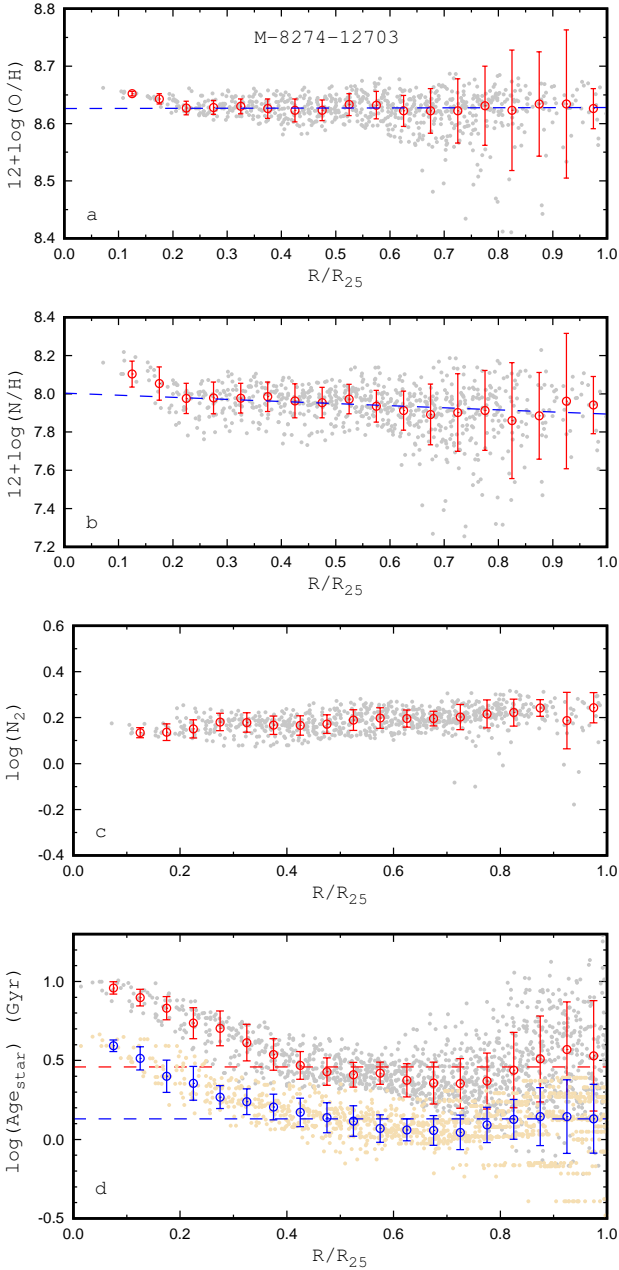 M-8274-12703
12+log(O/H)
8.8
8.7
8.6
8.5
8.4
a
0.0 0.1 0.2 0.3 0.4 0.5 0.6 0.7 0.8 0.9 1.0
R/R25
12+log(N/H)
8.4
8.2
8.0
7.8
7.6
7.4
7.2
b
0.0 0.1 0.2 0.3 0.4 0.5 0.6 0.7 0.8 0.9 1.0
R/R25
log(N2)
0.6
0.4
0.2
0.0
-0.2
-0.4
c
0.0 0.2 0.4 0.6 0.8 1.0
R/R25
log(Agestar) (Gyr)
1.0
0.5
0.0
-0.5
d
0.0 0.2 0.4 0.6 0.8 1.0
R/R25